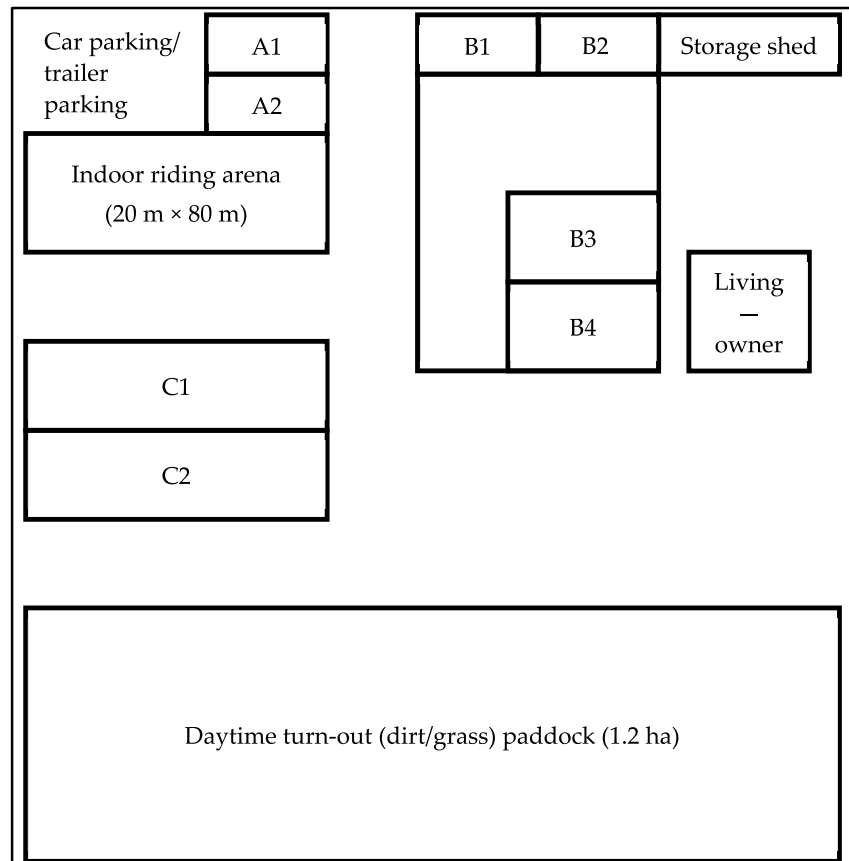 Car parking/
trailer
parking
A1
A2
B1
B2
Storage shed
Indoor riding arena
(20 m × 80 m)
B3
B4
Living
—
owner
C1
C2
Daytime turn-out (dirt/grass) paddock (1.2 ha)